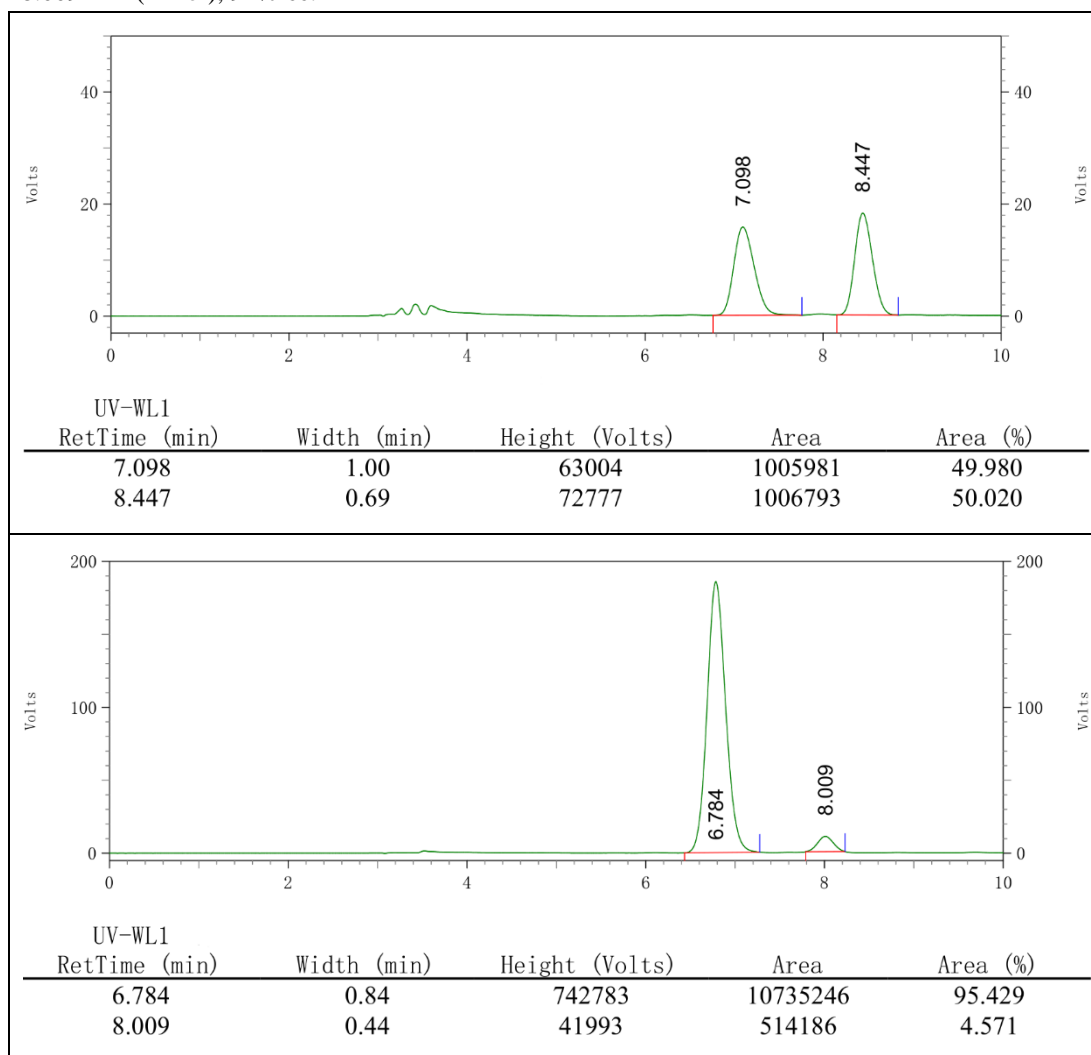 40
40
20
20
0
0
Volts
Volts
7.098
8.447
0 2 4 6 8 10
UV-WL1
RetTime (min) Width (min) Height (Volts) Area Area (%)
7.098 1.00 63004 1005981 49.980
8.447 0.69 72777 1006793 50.020
200
200
100
100
0
0
Volts
Volts
6.784
8.009
0 2 4 6 8 10
UV-WL1
RetTime (min) Width (min) Height (Volts) Area Area (%)
6.784 0.84 742783 10735246 95.429
8.009 0.44 41993 514186 4.571